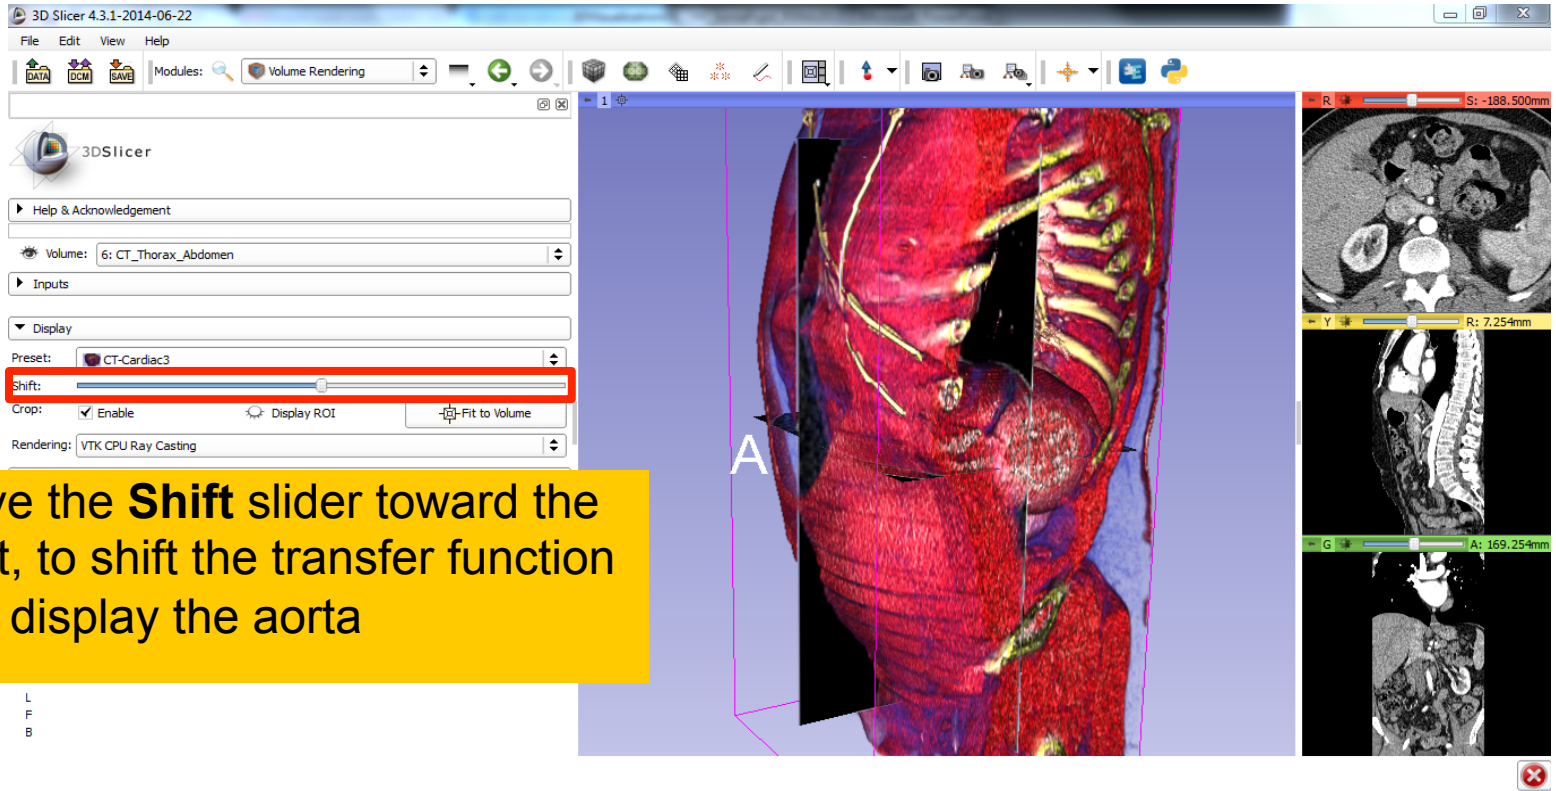 3D Slicer 4.3.1-2014-06-22
File Edit View Help
DATA DCM SAVE Modules: Volume Rendering
1
R S: -188.500mm
3DSlicer
Help & Acknowledgement
Volume: 6: CT_Thorax_Abdomen
Inputs
Display
Y R: 7.254mm
Preset: CT-Cardiac3
Shift:
Crop: Enable Display ROI Fit to Volume
Rendering: VTK CPU Ray Casting
A
ve the Shift slider toward the
t, to shift the transfer function
display the aorta
G A: 169.254mm
L
F
B